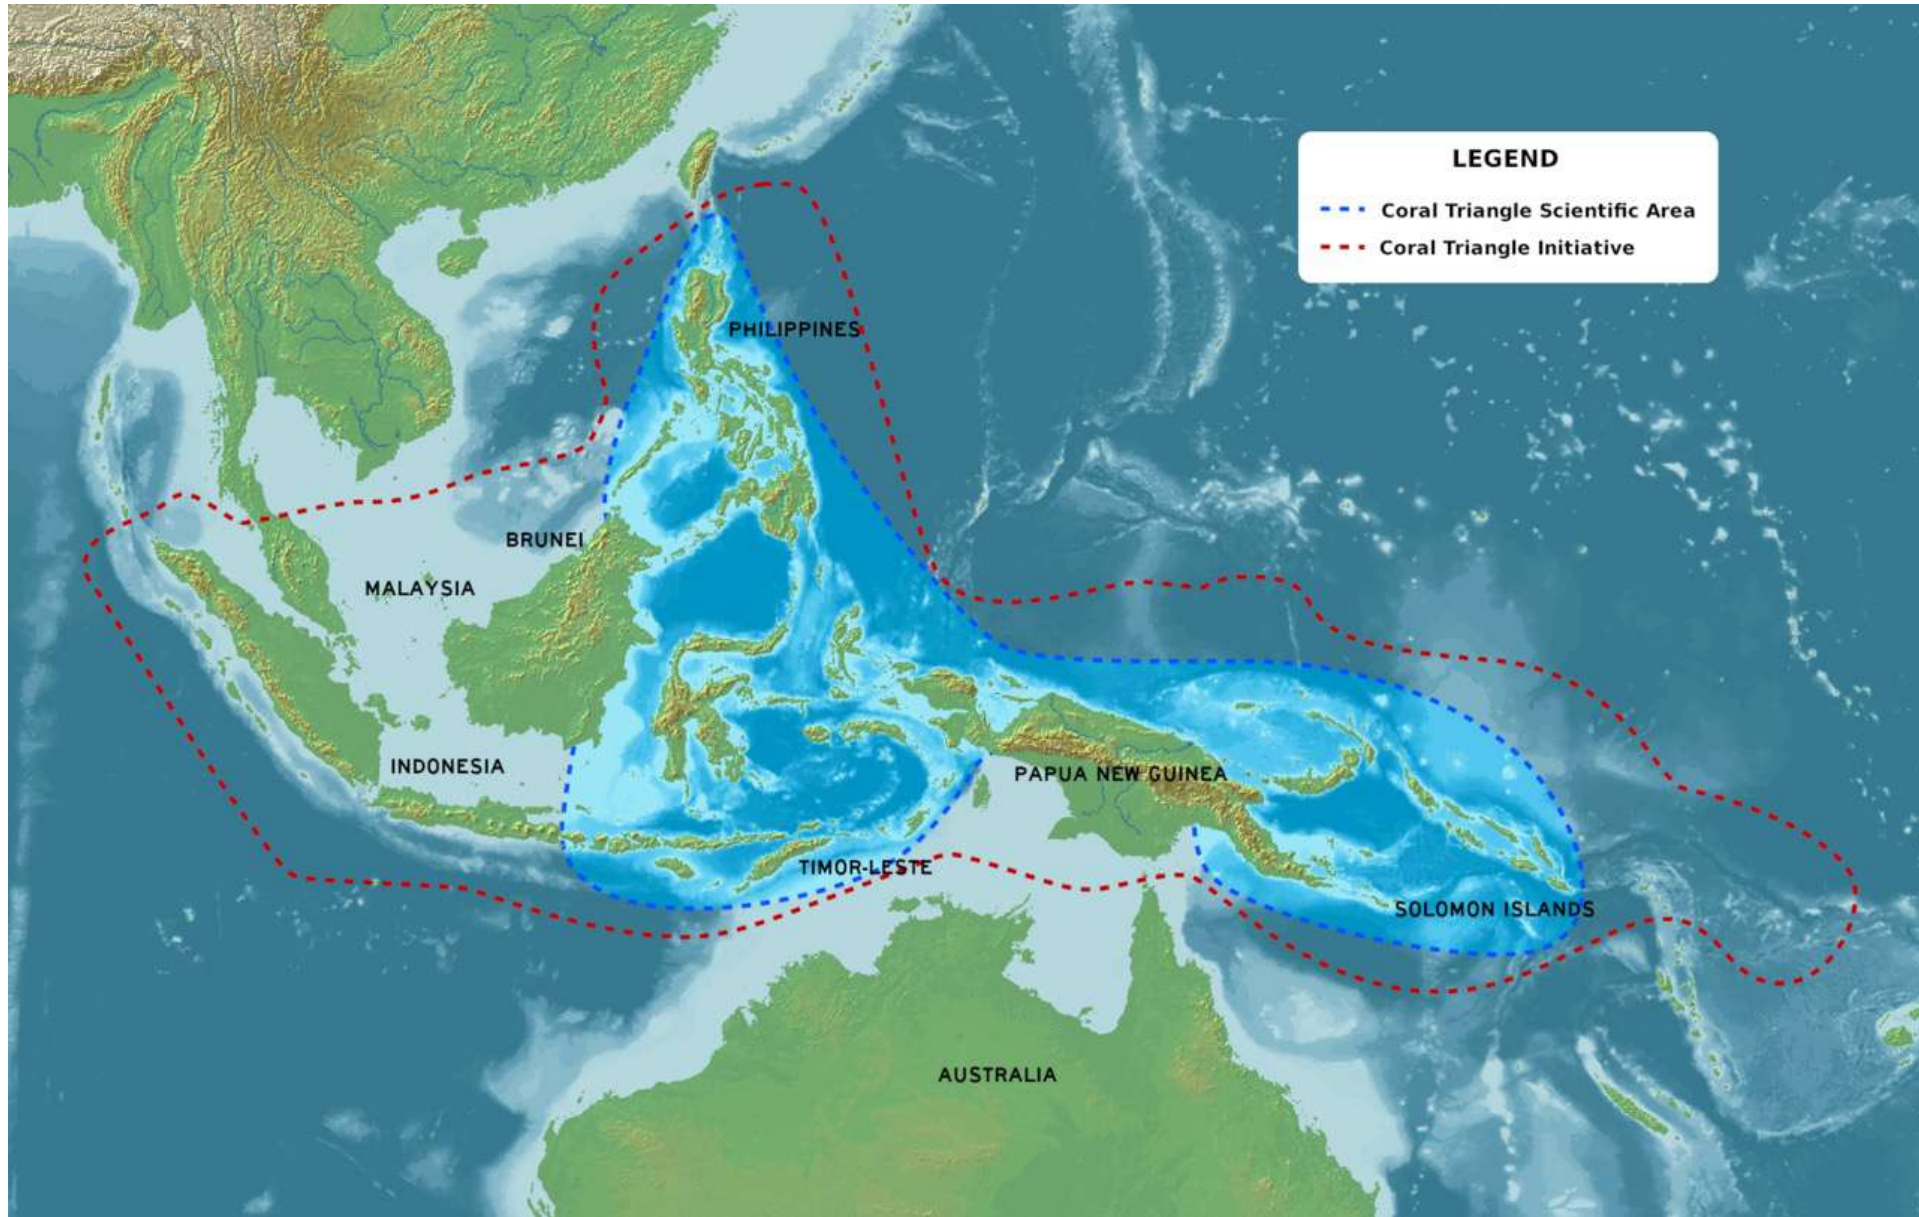 LEGEND
Coral Triangle Scientific Area
Coral Triangle Initiative
PHILIPPINES
BRUNEI
MALAYSIA
INDONESIA
PAPUA NEW GUINEA
TIMOR-LESTE
SOLOMON ISLANDS
AUSTRALIA